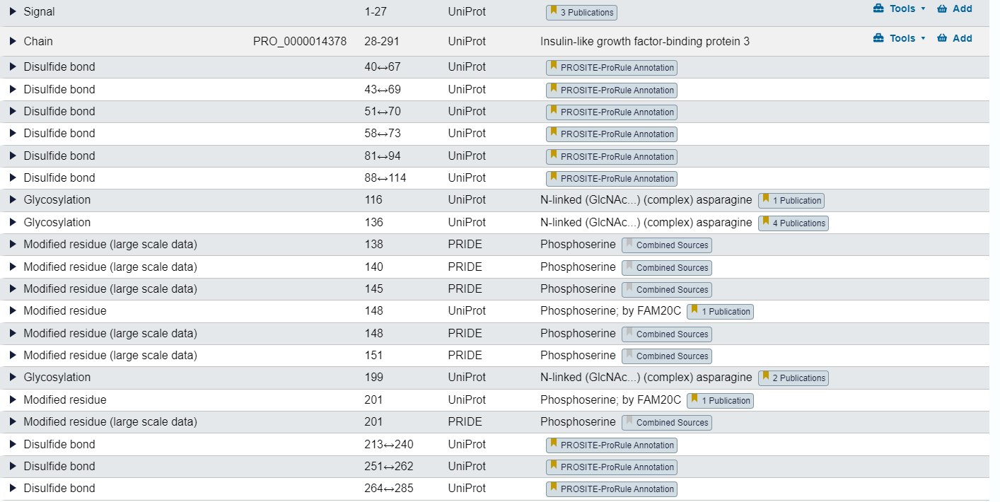 Signal 1-27 UniProt 3 Publications Tools Add
Chain PRO_0000014378 28-291 UniProt Insulin-like growth factor-binding protein 3 Tools Add
Disulfide bond 40↔67 UniProt PROSITE-ProRule Annotation
Disulfide bond 43↔69 UniProt PROSITE-ProRule Annotation
Disulfide bond 51↔70 UniProt PROSITE-ProRule Annotation
Disulfide bond 58↔73 UniProt PROSITE-ProRule Annotation
Disulfide bond 81↔94 UniProt PROSITE-ProRule Annotation
Disulfide bond 88↔114 UniProt PROSITE-ProRule Annotation
Glycosylation 116 UniProt N-linked (GlcNAc...) (complex) asparagine 1 Publication
Glycosylation 136 UniProt N-linked (GlcNAc...) (complex) asparagine 4 Publications
Modified residue (large scale data) 138 PRIDE Phosphoserine Combined Sources
Modified residue (large scale data) 140 PRIDE Phosphoserine Combined Sources
Modified residue (large scale data) 145 PRIDE Phosphoserine Combined Sources
Modified residue 148 UniProt Phosphoserine; by FAM20C 1 Publication
Modified residue (large scale data) 148 PRIDE Phosphoserine Combined Sources
Modified residue (large scale data) 151 PRIDE Phosphoserine Combined Sources
Glycosylation 199 UniProt N-linked (GlcNAc...) (complex) asparagine 2 Publications
Modified residue 201 UniProt Phosphoserine; by FAM20C 1 Publication
Modified residue (large scale data) 201 PRIDE Phosphoserine Combined Sources
Disulfide bond 213↔240 UniProt PROSITE-ProRule Annotation
Disulfide bond 251↔262 UniProt PROSITE-ProRule Annotation
Disulfide bond 264↔285 UniProt PROSITE-ProRule Annotation